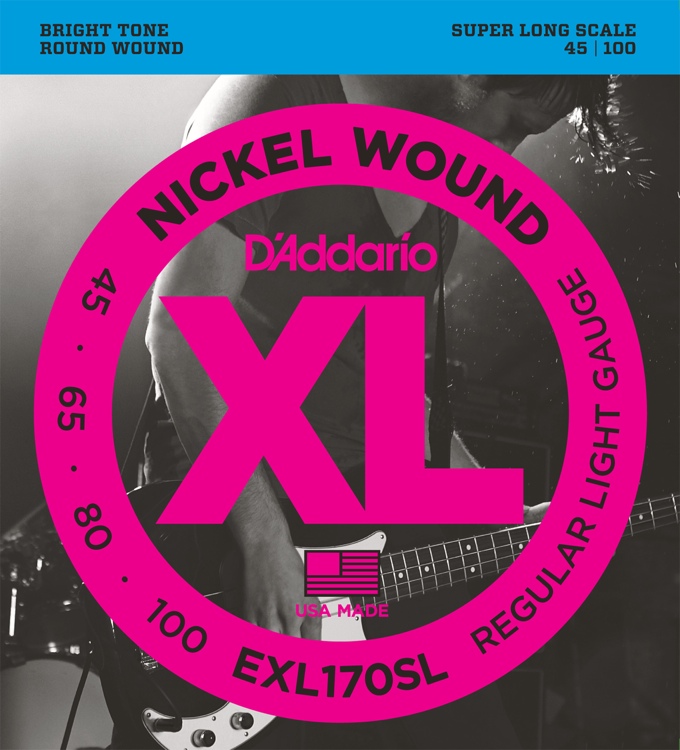 BRIGHT TONE
ROUND WOUND
SUPER LONG SCALE
45 | 100
NICKEL WOUND
D'Addario
XL
45 · 65 · 80 · 100
EXL170SL
REGULAR LIGHT GAUGE
USA MADE